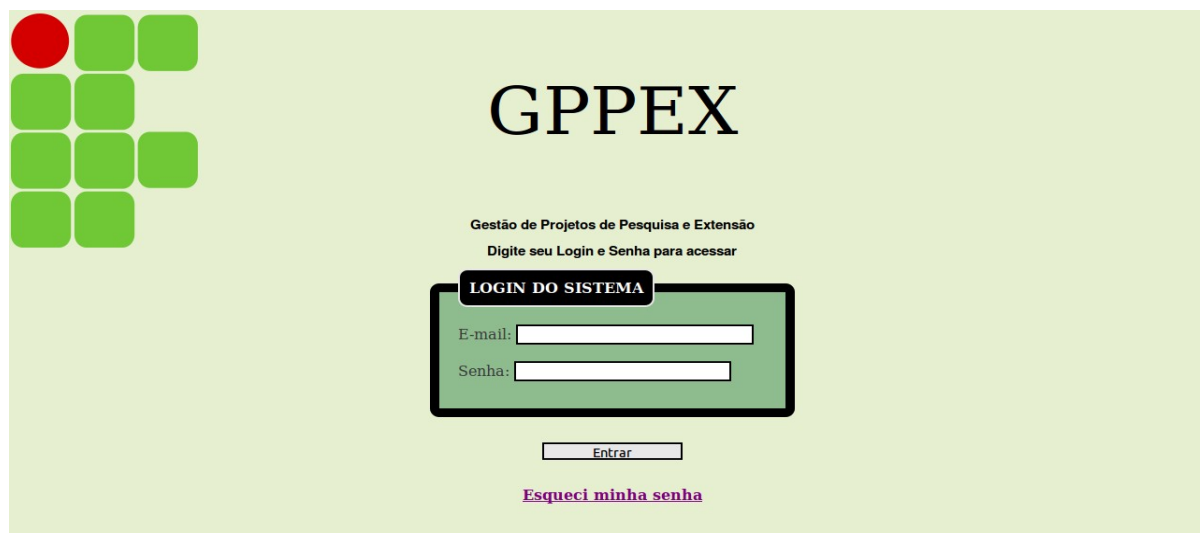 GPPEX
Gestão de Projetos de Pesquisa e Extensão
Digite seu Login e Senha para acessar
LOGIN DO SISTEMA
E-mail:
Senha:
Entrar
Esqueci minha senha